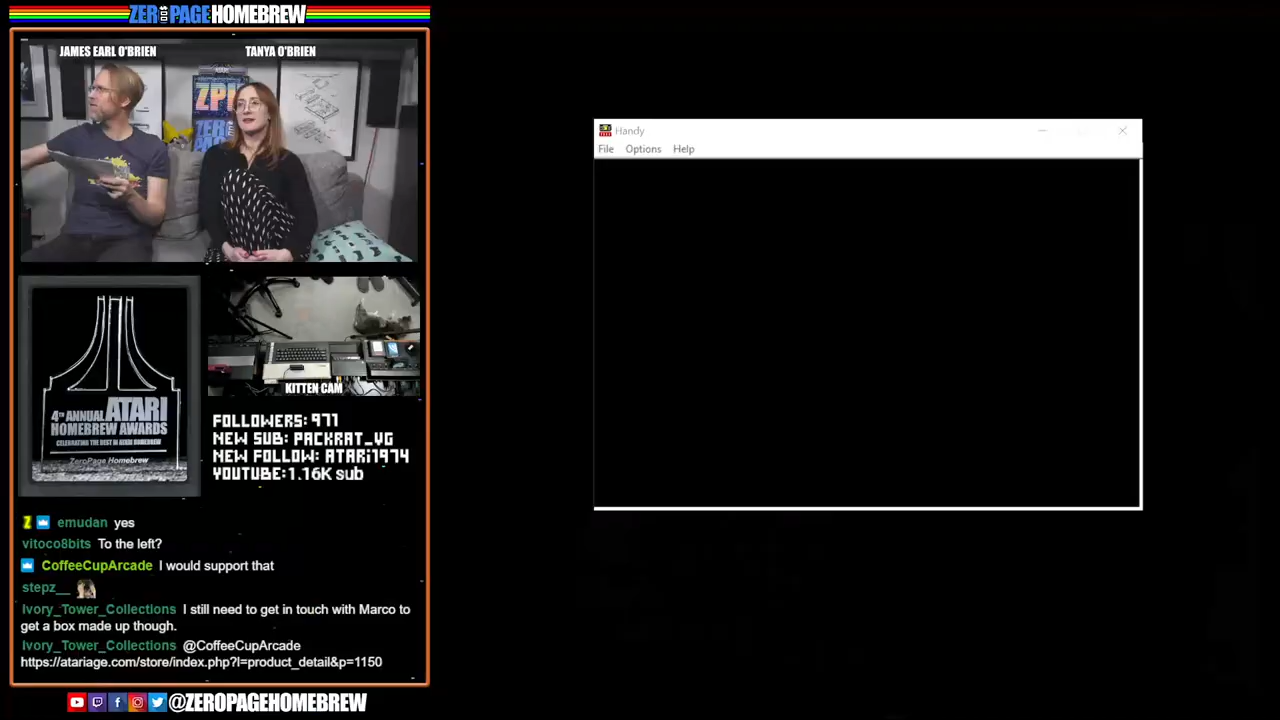 ZEROPAGE HOMEBREW
JAMES EARL O'BRIEN
TANYA O'BRIEN
4TH ANNUAL ATARI
HOMEBREW AWARDS
CELEBRATING THE BEST IN ATARI HOMEBREW
ZeroPage Homebrew
KITTEN CAM
FOLLOWERS: 971
NEW SUB: PACKRAT_VG
NEW FOLLOW: ATARI1974
YOUTUBE:1.16K sub
emudan yes
vitoco8bits To the left?
CoffeeCupArcade I would support that
stepz__
Ivory_Tower_Collections I still need to get in touch with Marco to
get a box made up though.
Ivory_Tower_Collections @CoffeeCupArcade
https://atariage.com/store/index.php?l=product_detail&p=1150
@ZEROPAGEHOMEBREW
Handy
File Options Help